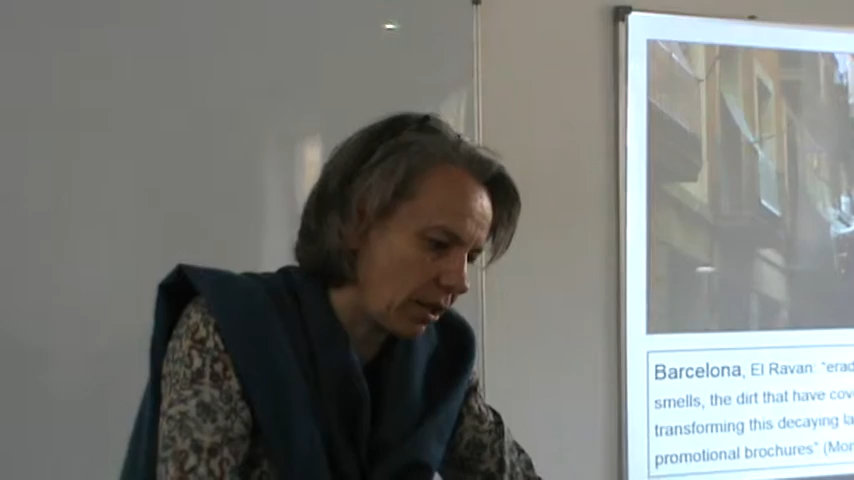 Barcelona, El Ravan: “erad
smells, the dirt that have cov
transforming this decaying la
promotional brochures” (Mor